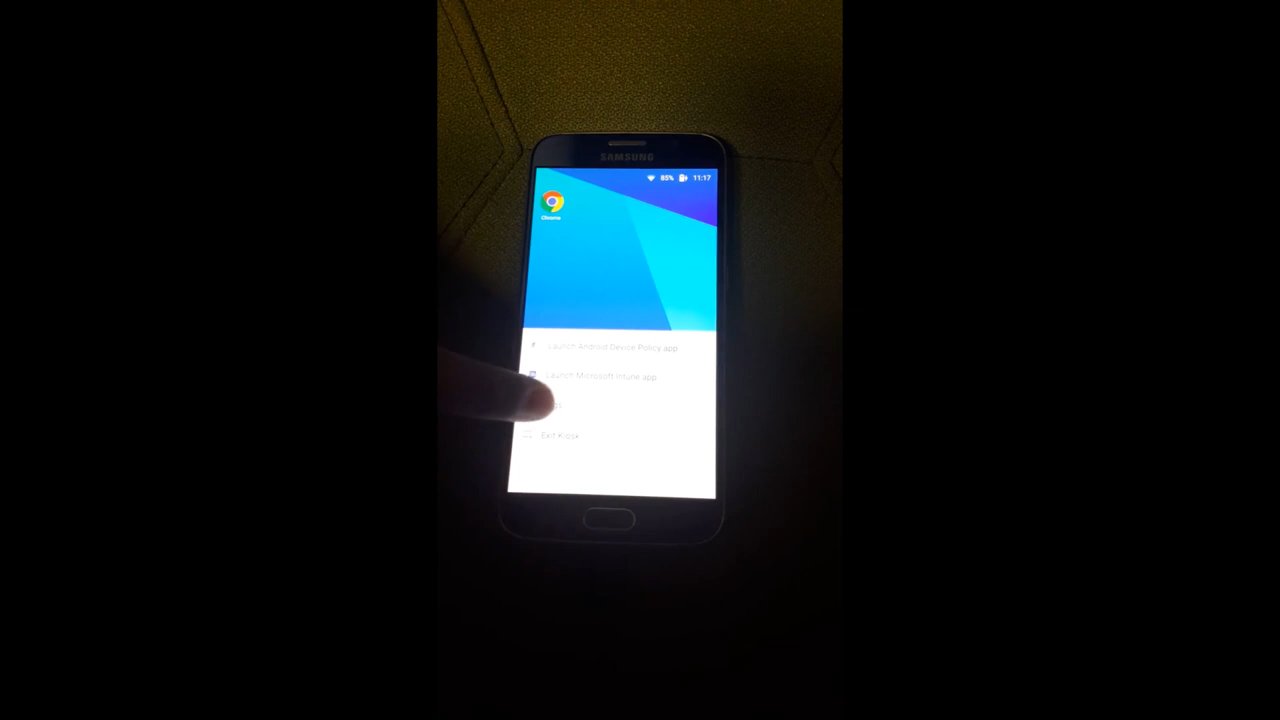 SAMSUNG
85% 11:17
Chrome
Launch Android Device Policy app
Launch Microsoft Intune app
Exit Kiosk